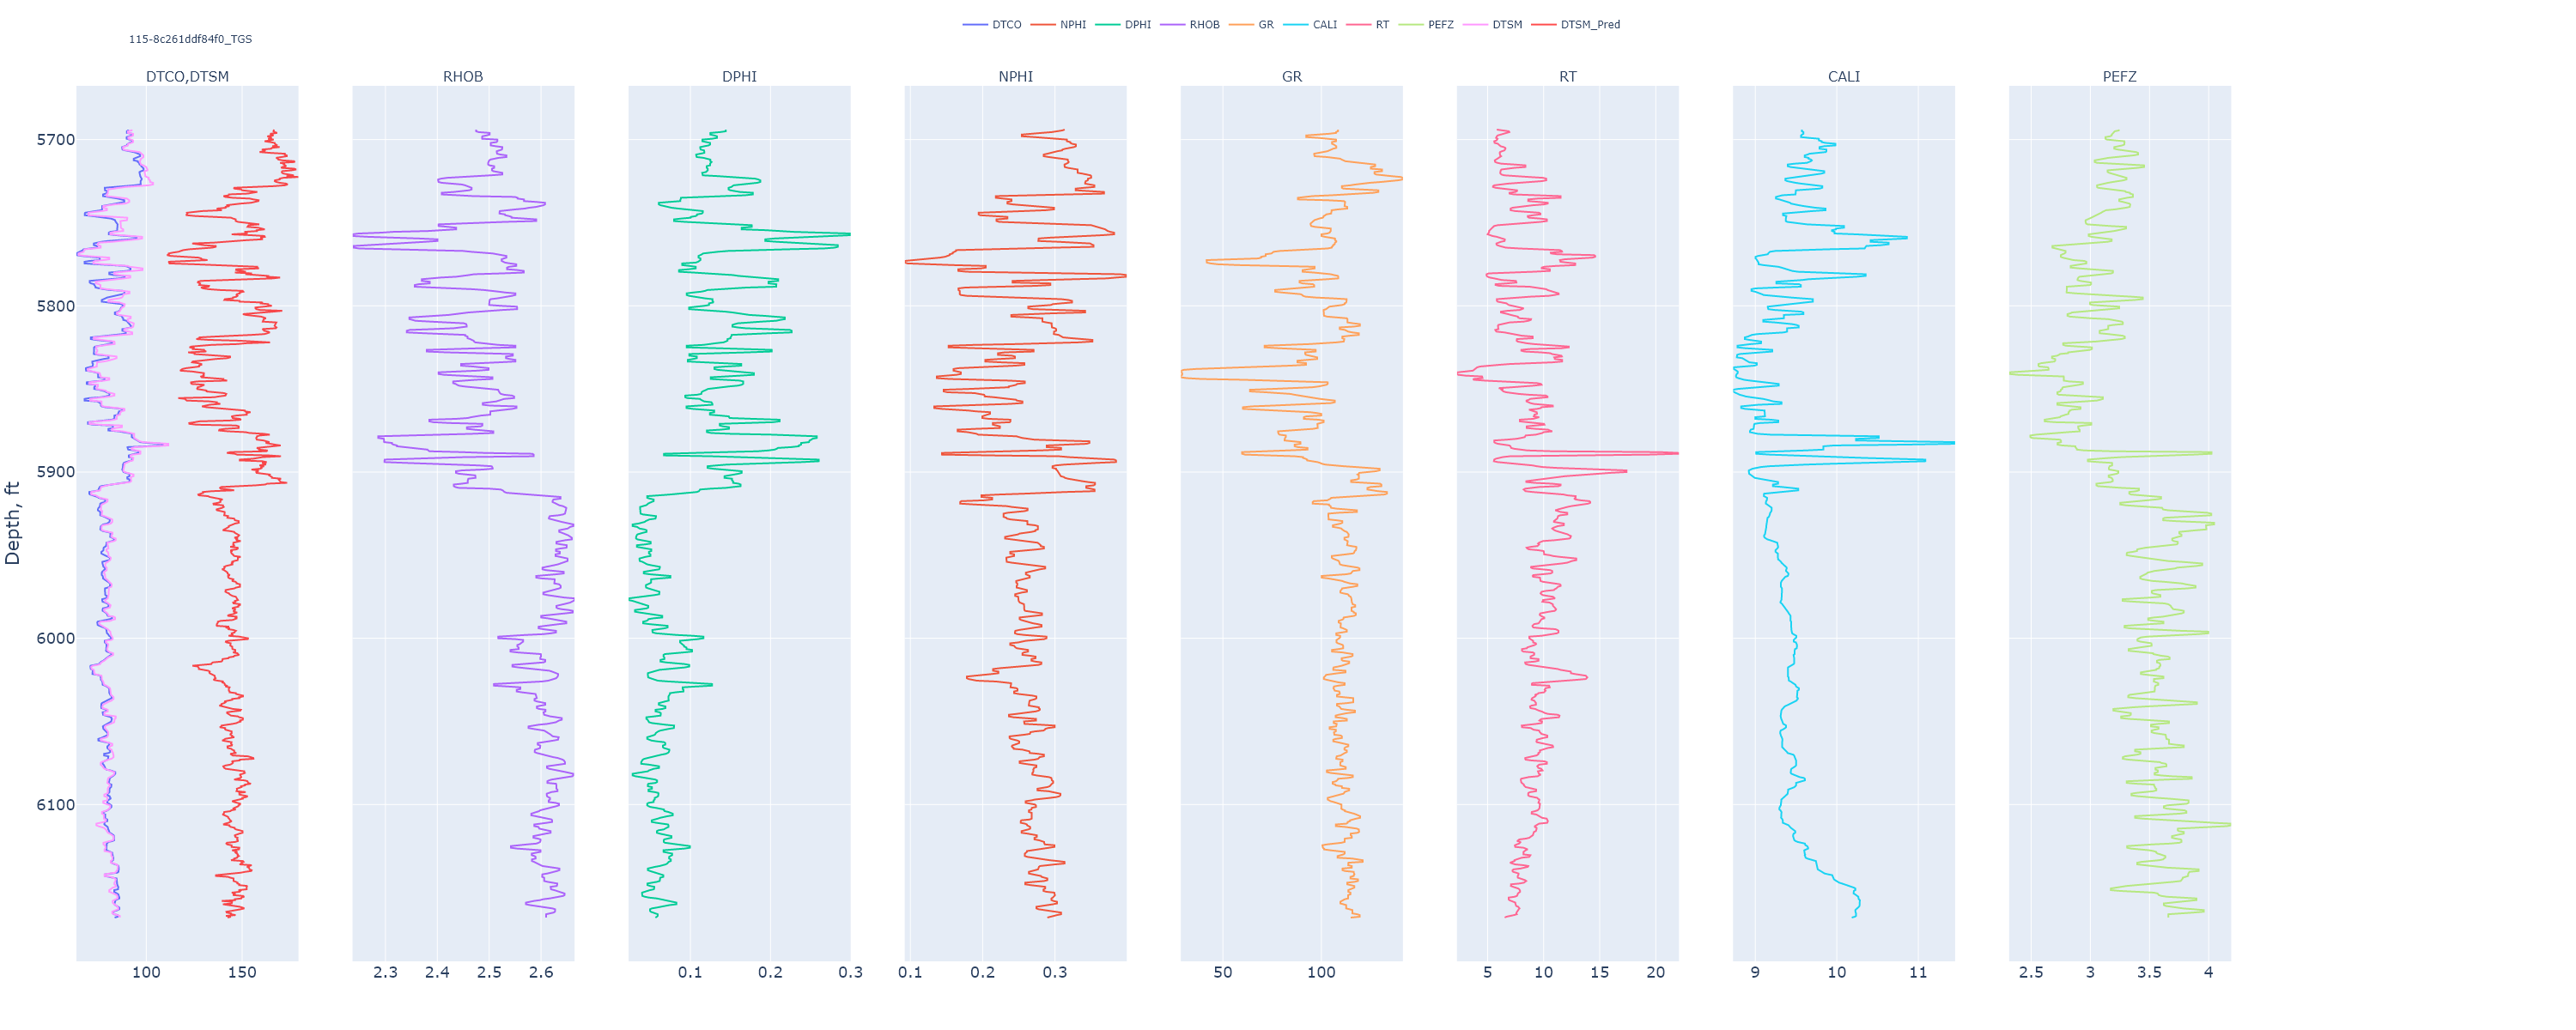 DTCO NPHI DPHI RHOB GR CALI RT PEFZ DTSM DTSM_Pred
115-8c261ddf84f0_TGS
DTCO,DTSM RHOB DPHI NPHI GR RT CALI PEFZ
5700
5800
5900
6000
6100
Depth, ft
100 150 2.3 2.4 2.5 2.6 0.1 0.2 0.3 0.1 0.2 0.3 50 100 5 10 15 20 9 10 11 2.5 3 3.5 4